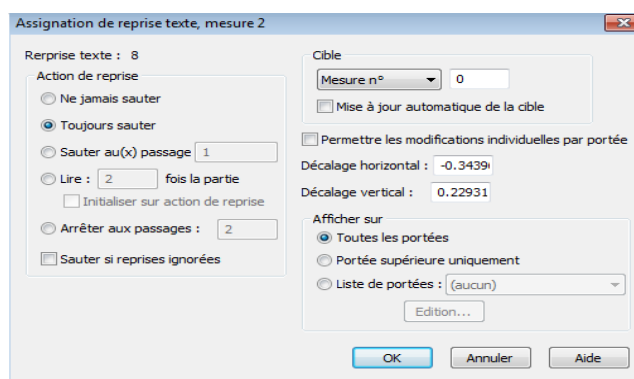 Assignation de reprise texte, mesure 2
Rerprise texte : 8
Action de reprise
Ne jamais sauter
Toujours sauter
Sauter au(x) passage 1
Lire : 2 fois la partie
Initialiser sur action de reprise
Arrêter aux passages : 2
Sauter si reprises ignorées
Cible
Mesure n° 0
Mise à jour automatique de la cible
Permettre les modifications individuelles par portée
Décalage horizontal : -0.3439
Décalage vertical : 0.22931
Afficher sur
Toutes les portées
Portée supérieure uniquement
Liste de portées : (aucun)
Edition...
OK Annuler Aide